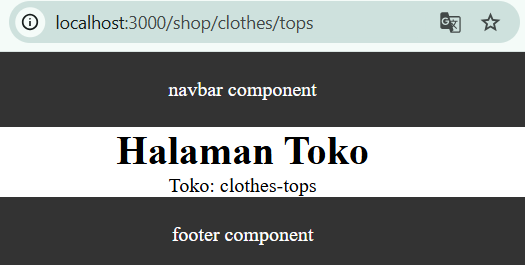 localhost:3000/shop/clothes/tops
navbar component
Halaman Toko
Toko: clothes-tops
footer component